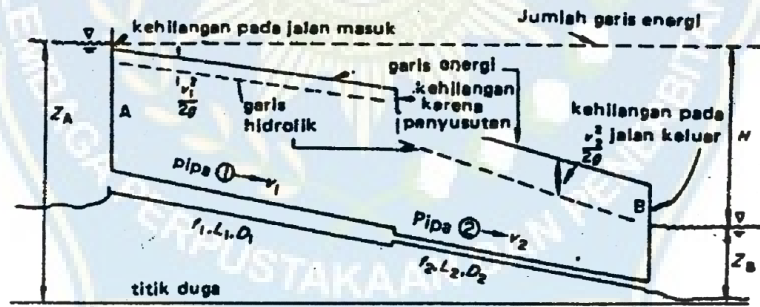 kehilangan pada jalan masuk
Jumlah garis energi
garis energi
kehilangan
karena
penyusutan
kehilangan pada
jalan keluar
garis
hidrolik
v₁²
2g
v₂²
2g
Z_A
A
H
B
Z_B
pipa ① v₁
Pipa ② v₂
f₁, L₁, D₁
f₂, L₂, D₂
titik duga
PERPUSTAKAAN